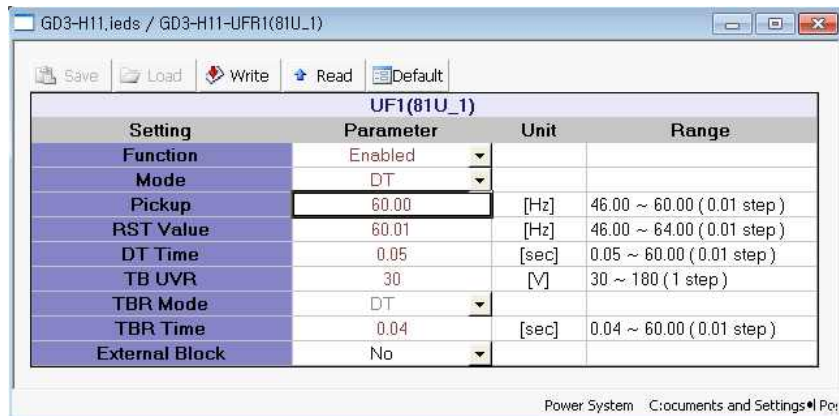 GD3-H11.ieds / GD3-H11-UFR1(81U_1)
Save Load Write Read Default
UF1(81U_1)
Setting Parameter Unit Range
Function Enabled
Mode DT
Pickup 60.00 [Hz] 46.00 ~ 60.00 ( 0.01 step )
RST Value 60.01 [Hz] 46.00 ~ 64.00 ( 0.01 step )
DT Time 0.05 [sec] 0.05 ~ 60.00 ( 0.01 step )
TB UVR 30 [V] 30 ~ 180 ( 1 step )
TBR Mode DT
TBR Time 0.04 [sec] 0.04 ~ 60.00 ( 0.01 step )
External Block No
Power System C:ocuments and Settings